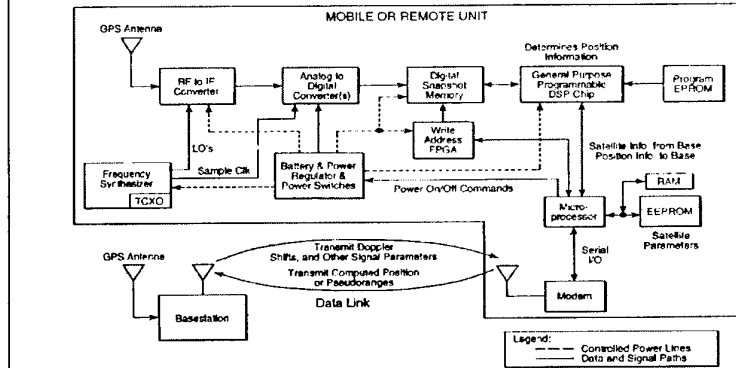 MOBILE OR REMOTE UNIT
GPS Antenna
RF to IF
Converter
Analog to
Digital
Converter(s)
Digital
Snapshot
Memory
Determines Position
Information
General Purpose
Programmable
DSP Chip
Program
EPROM
Write
Address
FPGA
LO's
Sample Clk
Frequency
Synthesizer
TCXO
Battery & Power
Regulator &
Power Switches
Power On/Off Commands
Satellite Info from Base
Position Info to Base
Micro-
processor
RAM
EEPROM
Satellite
Parameters
Serial
I/O
Modem
GPS Antenna
Transmit Doppler
Shifts, and Other Signal Parameters
Transmit Computed Position
or Pseudoranges
Data Link
Basestation
Legend:
Controlled Power Lines
Data and Signal Paths